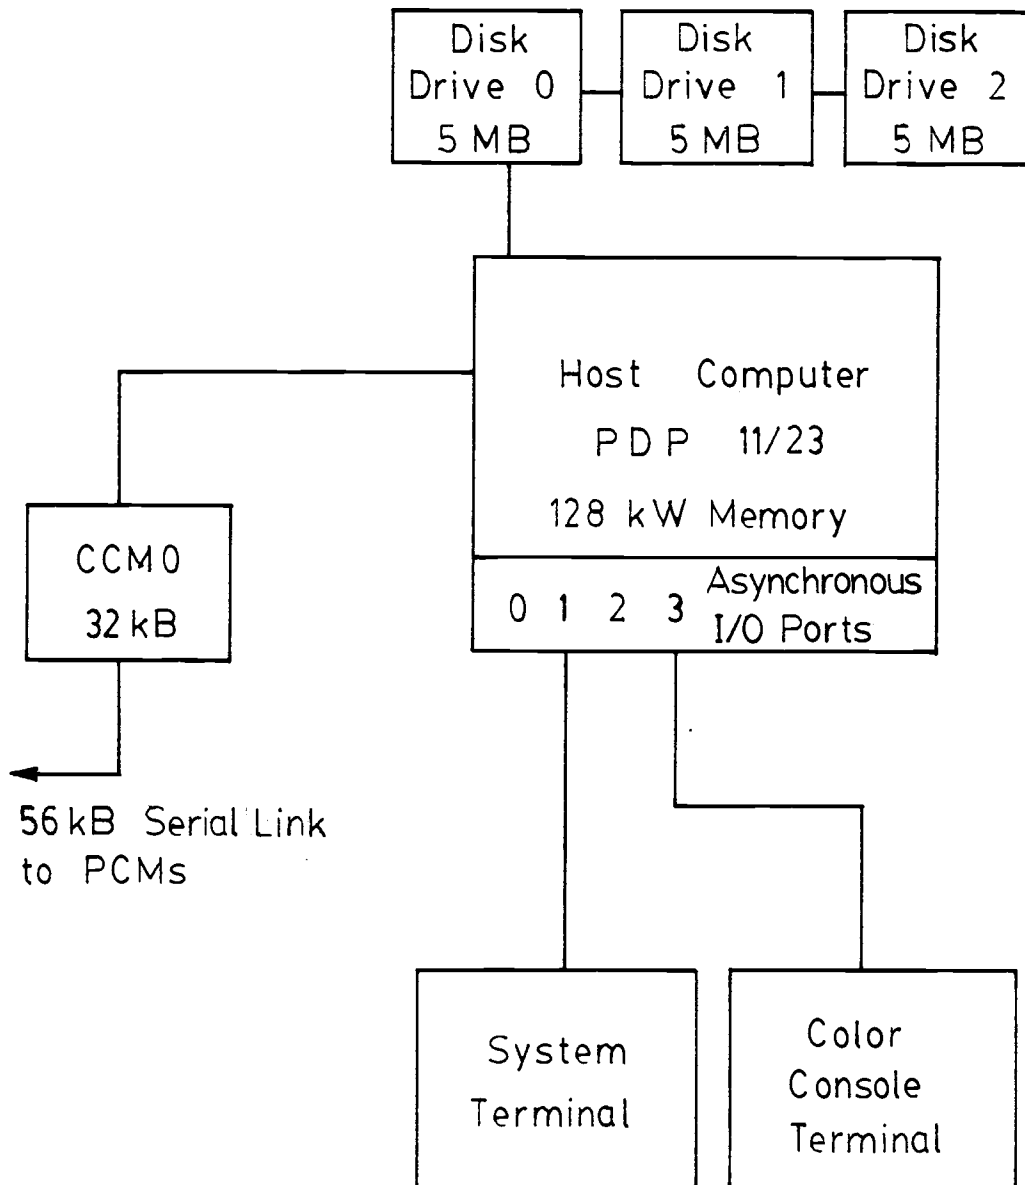 Disk
Drive 0
5 MB
Disk
Drive 1
5 MB
Disk
Drive 2
5 MB
Host Computer
PDP 11/23
128 kW Memory
0 1 2 3
Asynchronous
I/O Ports
CCM0
32 kB
56 kB Serial Link
to PCMs
System
Terminal
Color
Console
Terminal